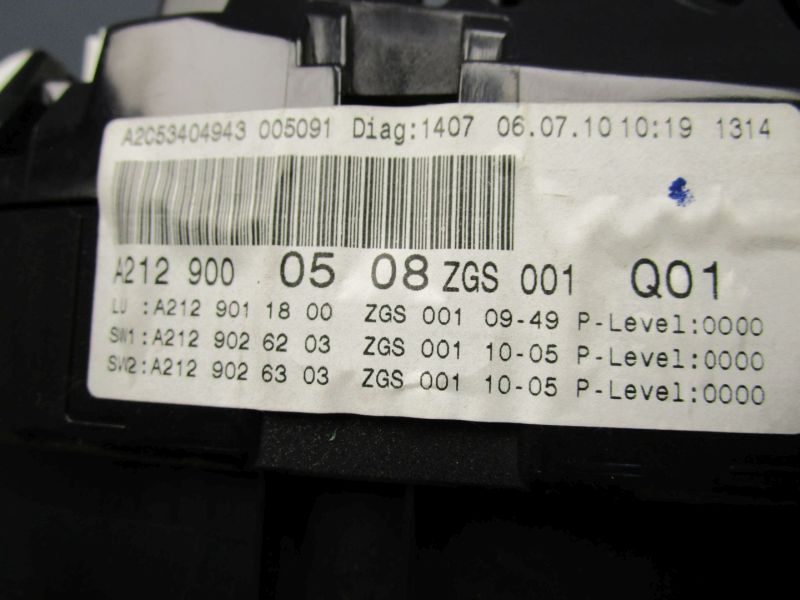 A2C53404943 005091 Diag:1407 06.07.10 10:19 1314
A212 900 05 08 ZGS 001 Q01
LU :A212 901 18 00 ZGS 001 09-49 P-Level:0000
SW1:A212 902 62 03 ZGS 001 10-05 P-Level:0000
SW2:A212 902 63 03 ZGS 001 10-05 P-Level:0000